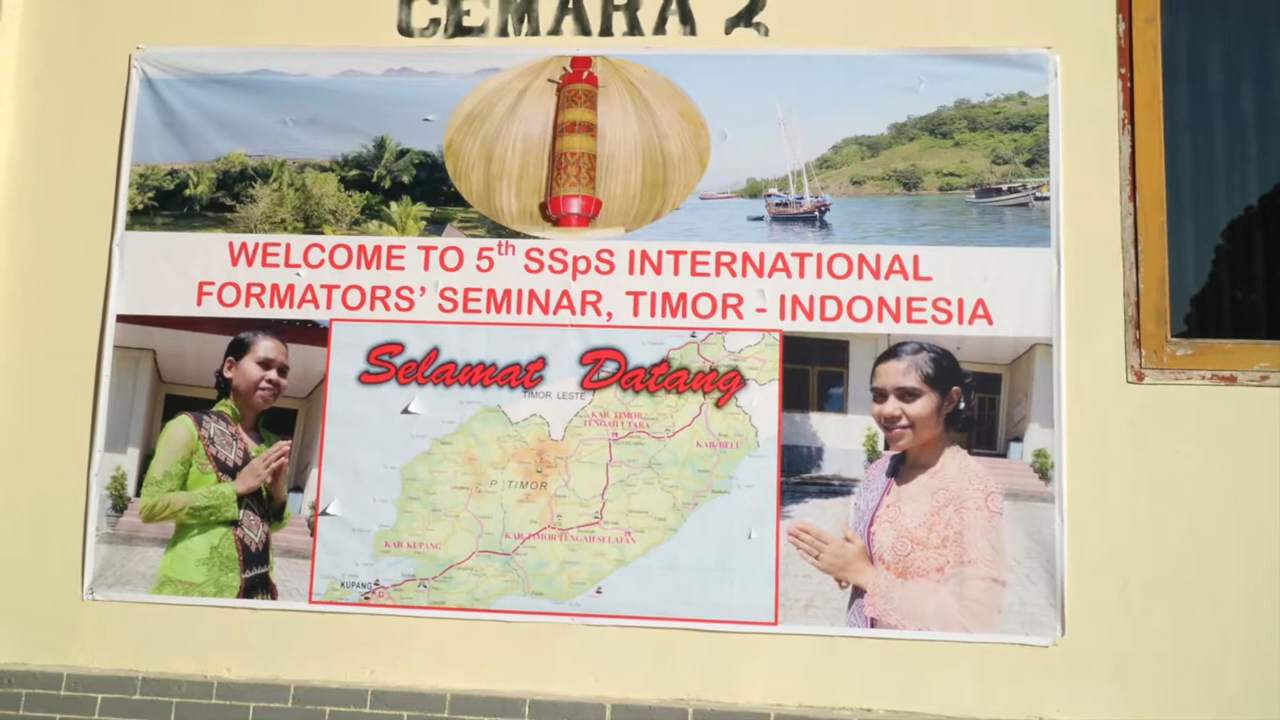 CEMARA 2
WELCOME TO 5th SSpS INTERNATIONAL
FORMATORS' SEMINAR, TIMOR - INDONESIA
Selamat Datang
TIMOR LESTE
KAB. TIMOR
TENGAH UTARA
KAB. BELU
P. TIMOR
KAB. TIMOR TENGAH SELATAN
KAB. KUPANG
KUPANG